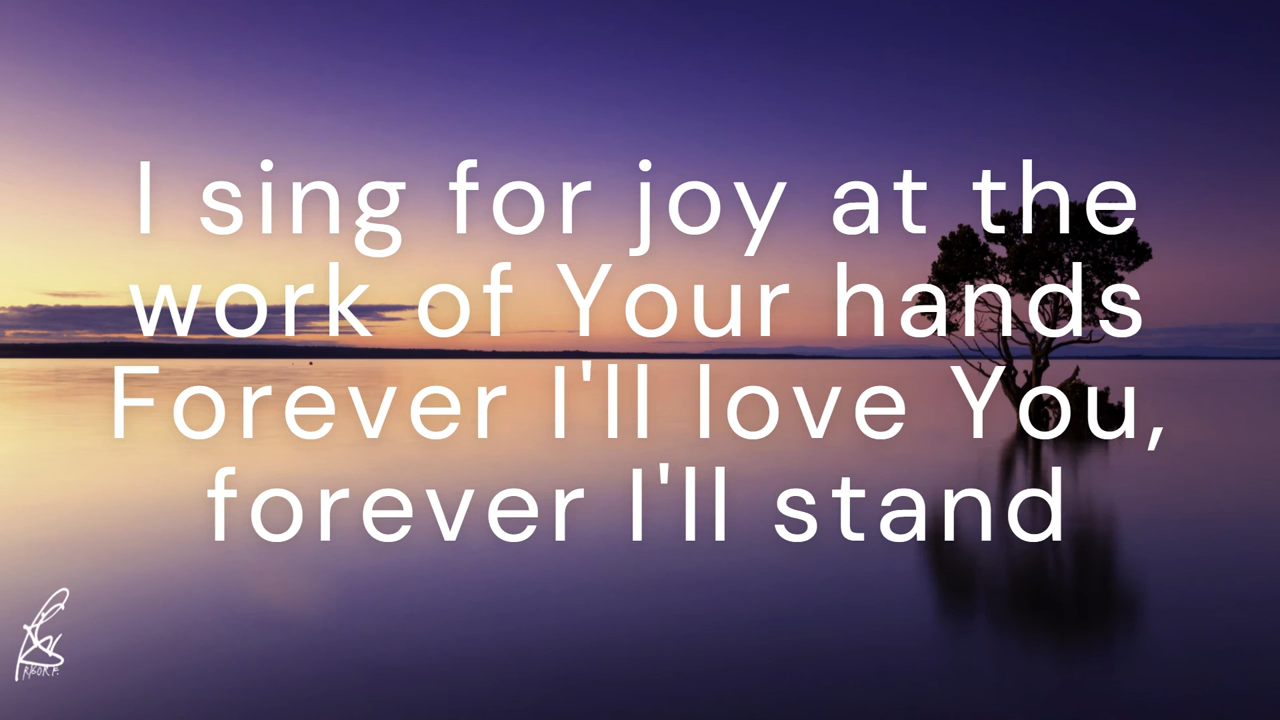 I sing for joy at the
work of Your hands
Forever I'll love You,
forever I'll stand